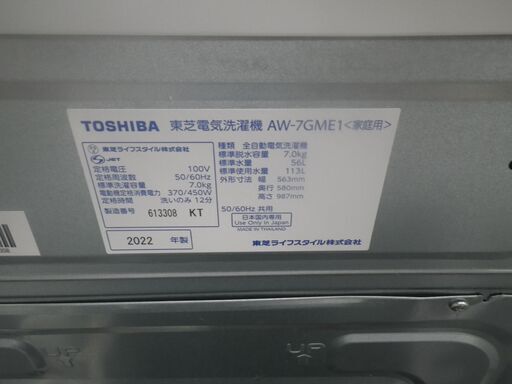 TOSHIBA 東芝電気洗濯機 AW-7GME1<家庭用>
東芝ライフスタイル株式会社
JET
定格電圧 100V
定格周波数 50/60Hz
標準洗濯容量 7.0kg
電動機定格消費電力 370/450W
定格時間 洗いのみ 12分
製造番号 613308 KT
2022 年製
種類 全自動電気洗濯機
標準脱水容量 7.0kg
標準水量 56L
標準使用水量 113L
外形寸法 幅 563mm
奥行 580mm
高さ 987mm
50/60Hz 共用
日本国内専用
Use Only in Japan
MADE IN THAILAND
東芝ライフスタイル株式会社
UP
UP